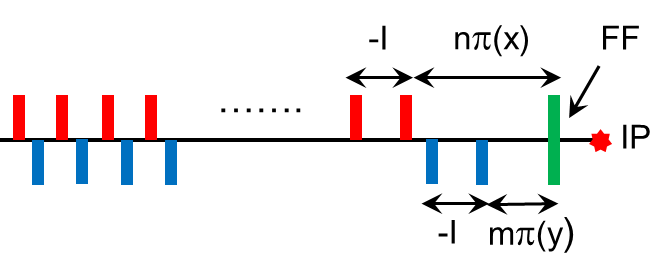 -I nπ(x) FF
.......
IP
-I mπ(y)